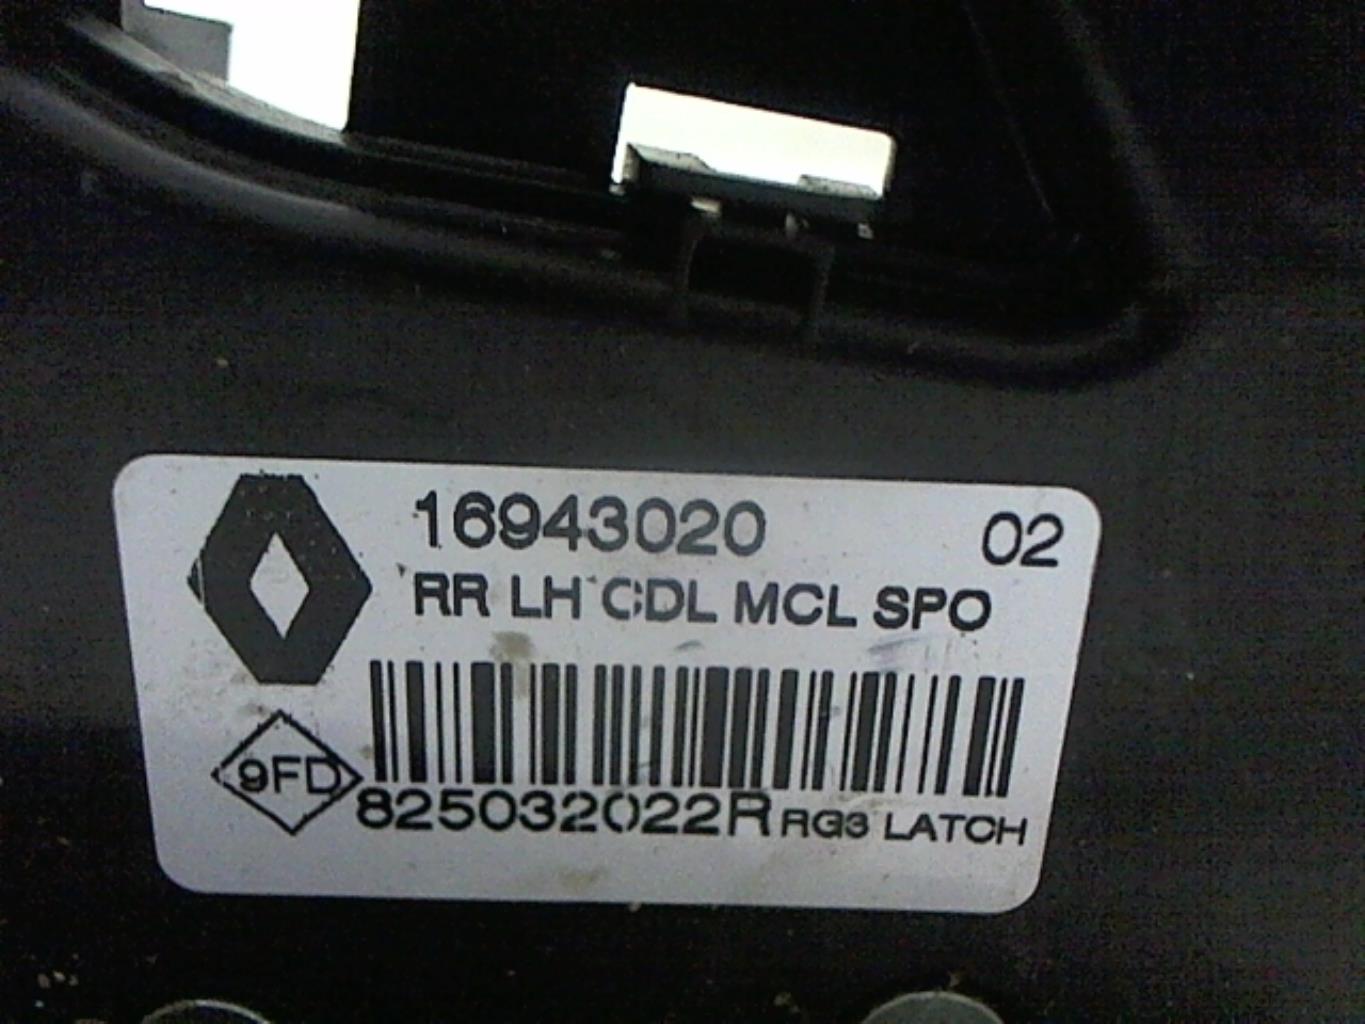 16943020 02
RR LH CDL MCL SPO
9FD
825032022R RG3 LATCH